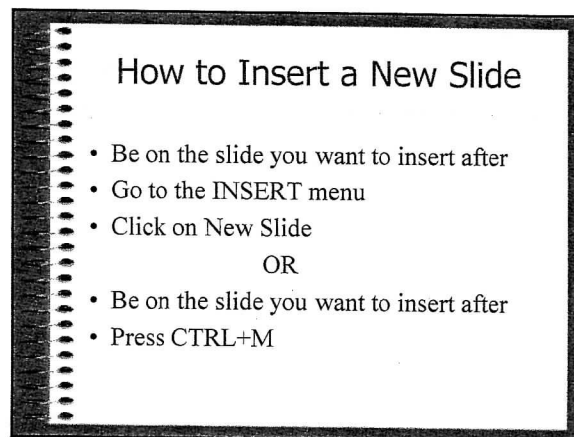 How to Insert a New Slide
• Be on the slide you want to insert after
• Go to the INSERT menu
• Click on New Slide
OR
• Be on the slide you want to insert after
• Press CTRL+M